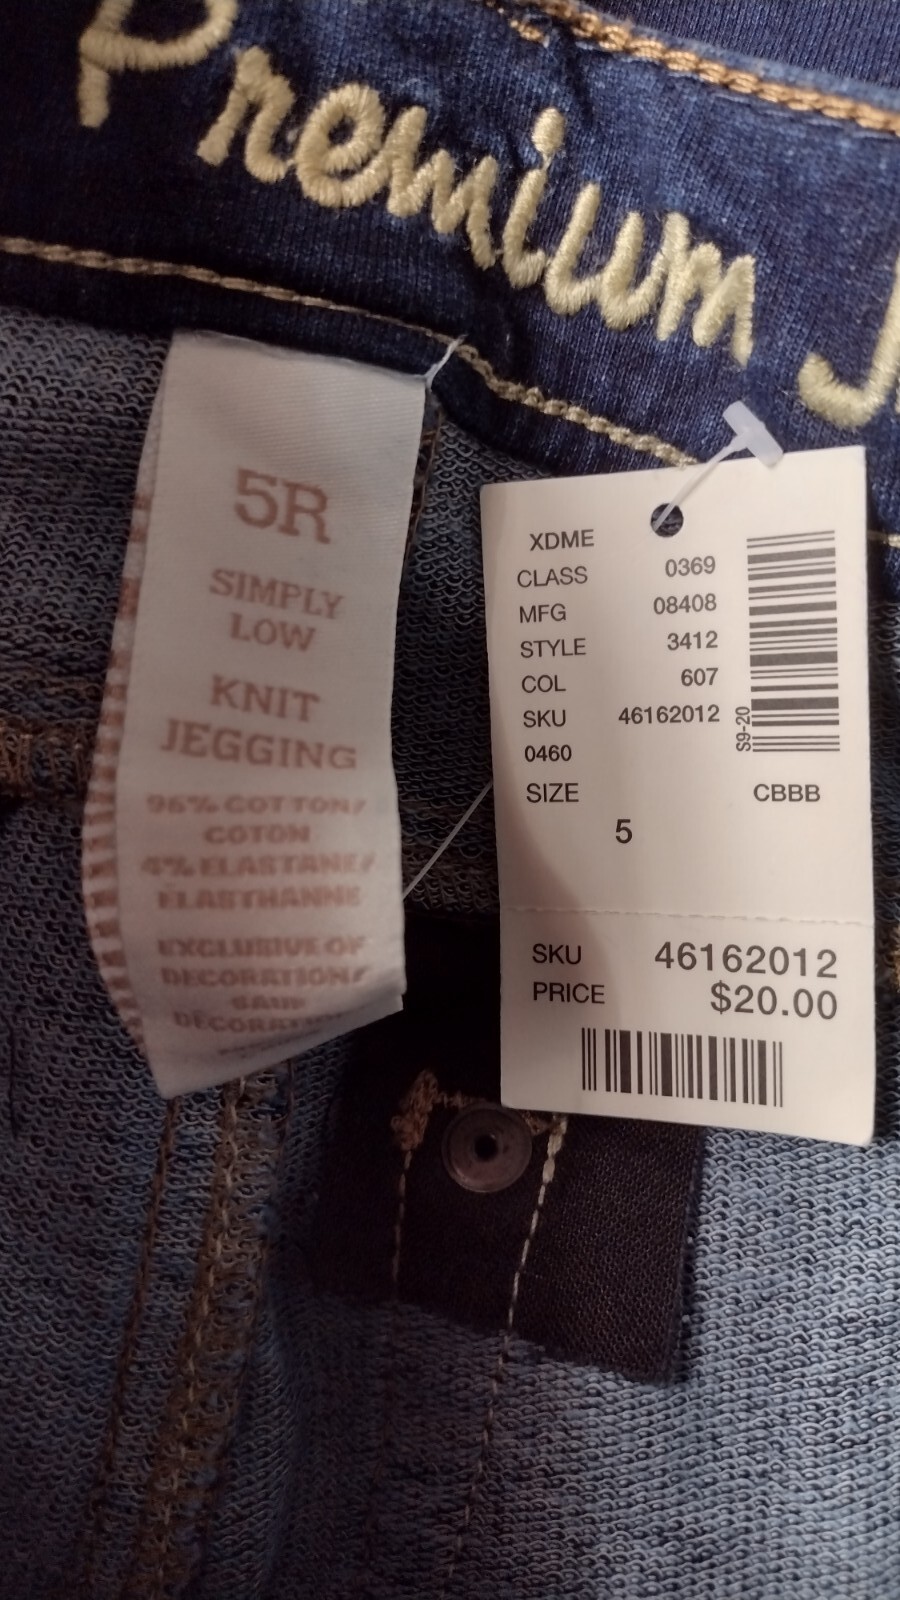 Premium J
5R
SIMPLY
LOW
KNIT
JEGGING
96% COTTON/
COTON
4% ELASTANE/
ELASTHANNE
EXCLUSIVE OF
DECORATION/
SAUF
XDME
CLASS 0369
MFG 08408
STYLE 3412
COL 607
SKU 46162012
0460
SIZE CBBB
5
S9-20
SKU 46162012
PRICE $20.00